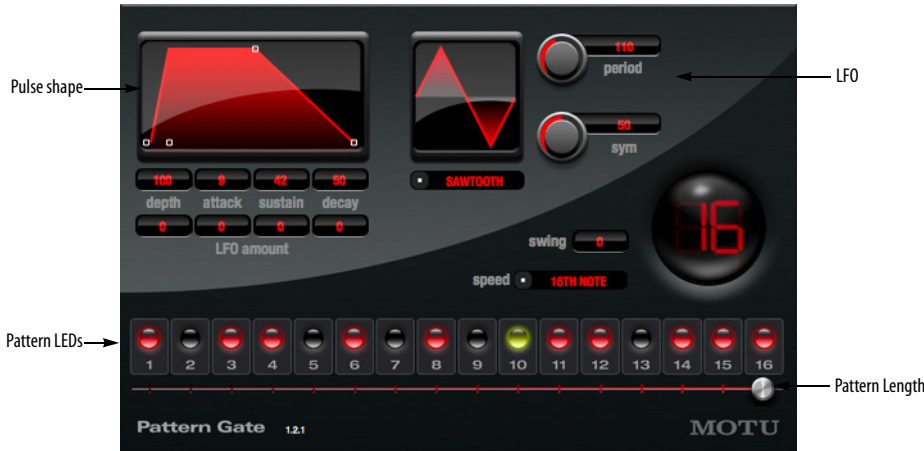 110
period
LFO
Pulse shape
50
sym
SAWTOOTH
100 9 42 50
depth attack sustain decay
0 0 0 0
LFO amount
16
swing 0
speed 16TH NOTE
Pattern LEDs
1 2 3 4 5 6 7 8 9 10 11 12 13 14 15 16
Pattern Length
Pattern Gate 1.2.1 MOTU